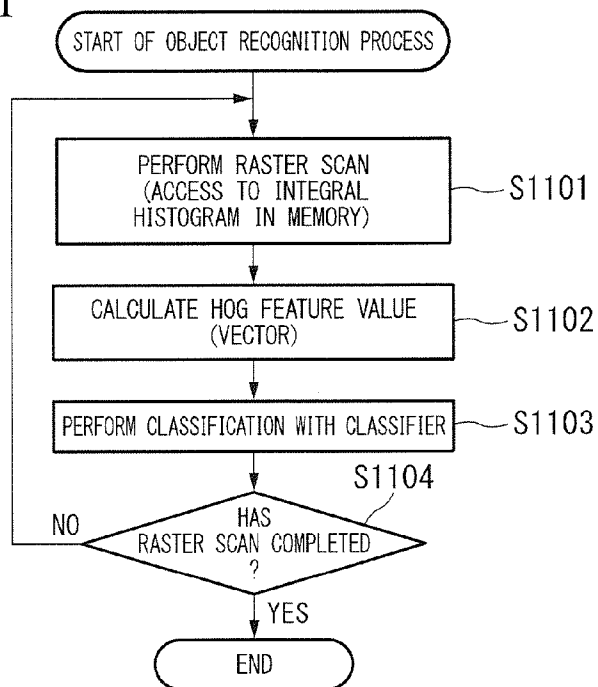 START OF OBJECT RECOGNITION PROCESS
PERFORM RASTER SCAN
(ACCESS TO INTEGRAL
HISTOGRAM IN MEMORY)
S1101
CALCULATE HOG FEATURE VALUE
(VECTOR)
S1102
PERFORM CLASSIFICATION WITH CLASSIFIER
S1103
S1104
HAS
RASTER SCAN COMPLETED
?
NO
YES
END